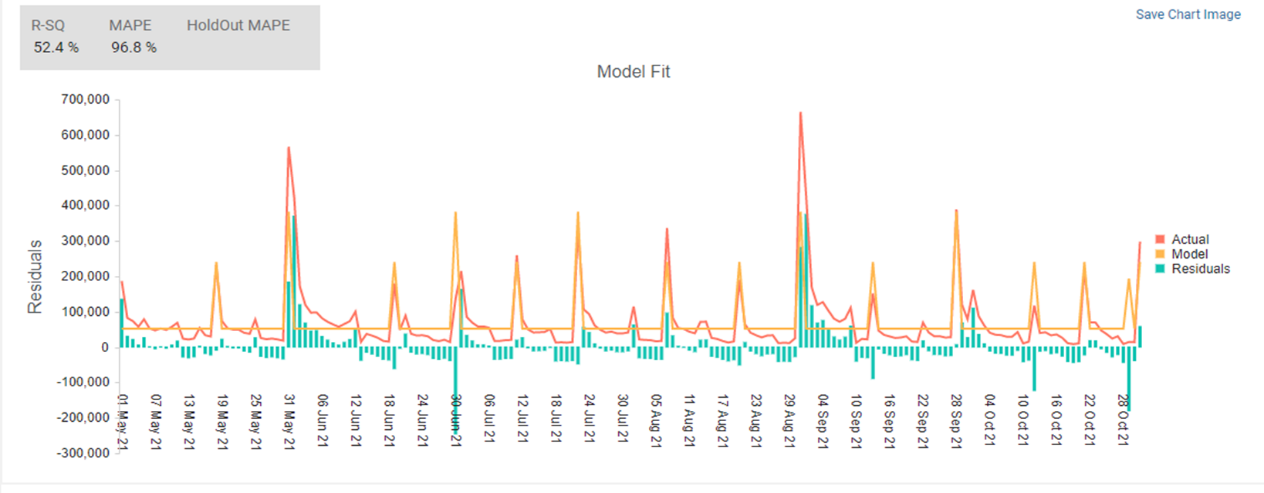 Save Chart Image
R-SQ MAPE HoldOut MAPE
52.4 % 96.8 %
Model Fit
700,000
600,000
500,000
400,000
300,000
200,000
100,000
0
-100,000
-200,000
-300,000
Residuals
01 May 21
07 May 21
13 May 21
19 May 21
25 May 21
31 May 21
06 Jun 21
12 Jun 21
18 Jun 21
24 Jun 21
30 Jun 21
06 Jul 21
12 Jul 21
18 Jul 21
24 Jul 21
30 Jul 21
05 Aug 21
11 Aug 21
17 Aug 21
23 Aug 21
29 Aug 21
04 Sep 21
10 Sep 21
16 Sep 21
22 Sep 21
28 Sep 21
04 Oct 21
10 Oct 21
16 Oct 21
22 Oct 21
28 Oct 21
Actual
Model
Residuals